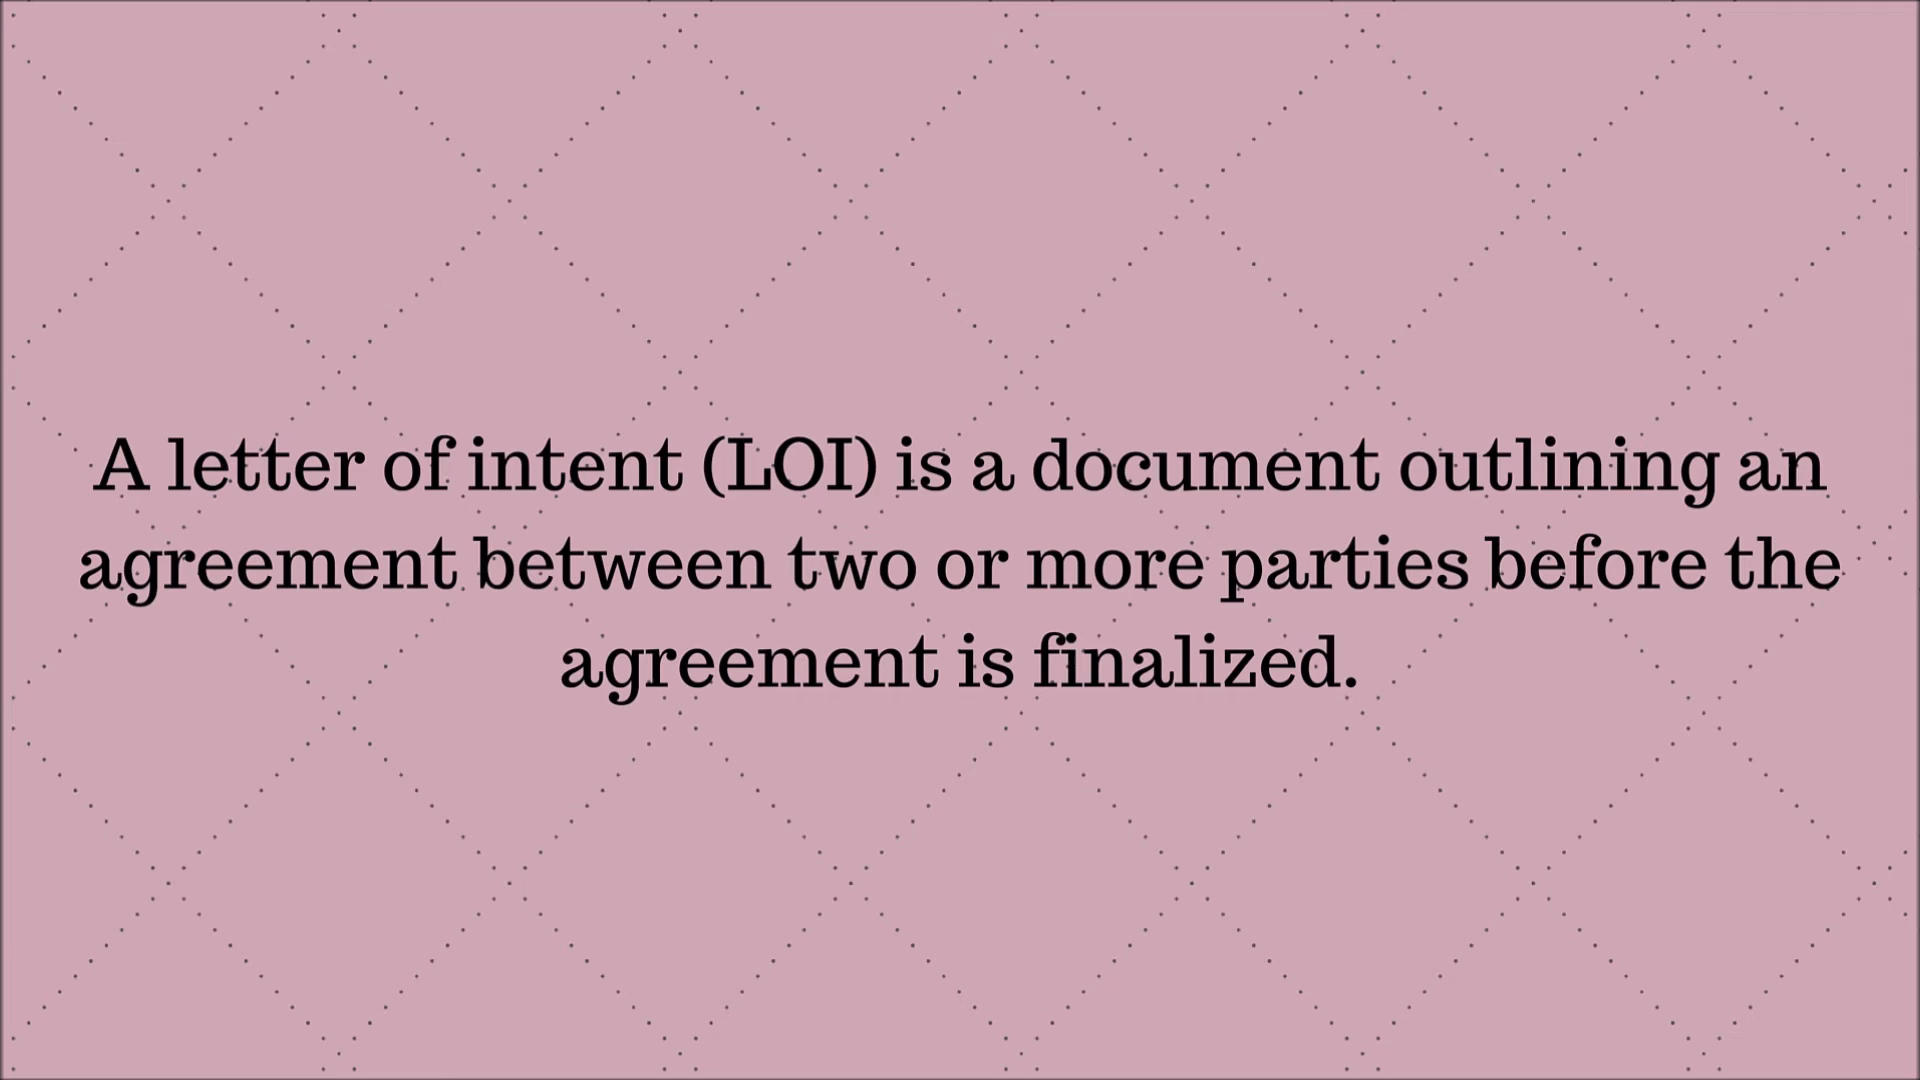 A letter of intent (LOI) is a document outlining an
agreement between two or more parties before the
agreement is finalized.